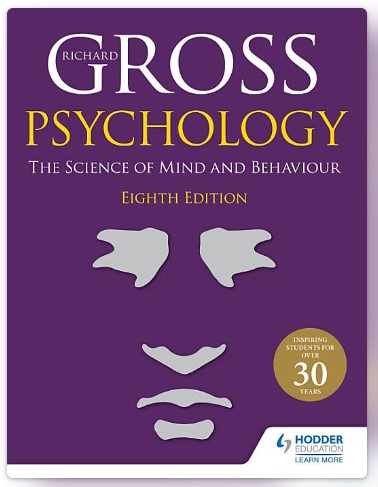 RICHARD
GROSS
PSYCHOLOGY
THE SCIENCE OF MIND AND BEHAVIOUR
EIGHTH EDITION
INSPIRING
STUDENTS FOR
OVER
30
YEARS
HODDER
EDUCATION
LEARN MORE